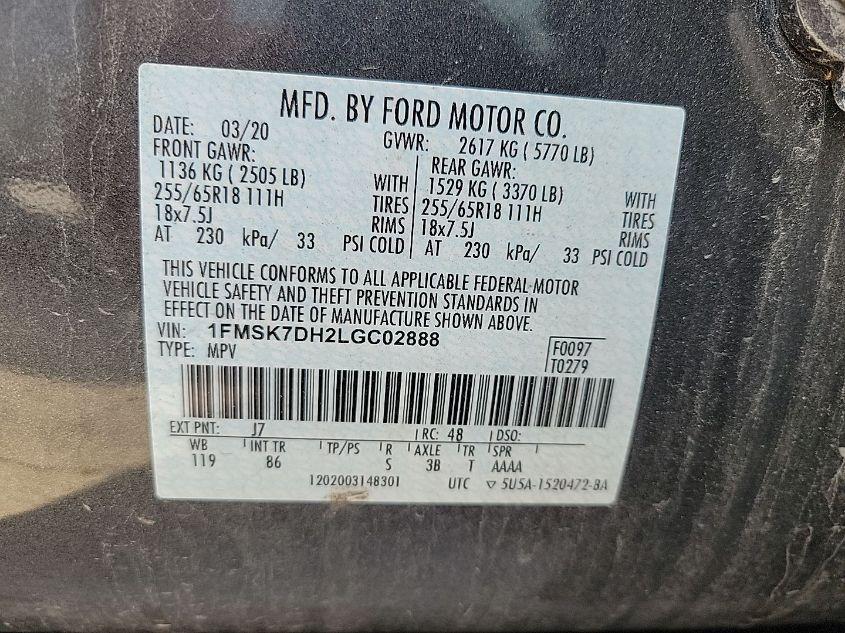 MFD. BY FORD MOTOR CO.
DATE: 03/20 GVWR: 2617 KG ( 5770 LB)
FRONT GAWR: REAR GAWR:
1136 KG ( 2505 LB) WITH 1529 KG ( 3370 LB) WITH
255/65R18 111H TIRES 255/65R18 111H TIRES
18x7.5J RIMS 18x7.5J RIMS
AT 230 kPa/ 33 PSI COLD AT 230 kPa/ 33 PSI COLD
THIS VEHICLE CONFORMS TO ALL APPLICABLE FEDERAL MOTOR
VEHICLE SAFETY AND THEFT PREVENTION STANDARDS IN
EFFECT ON THE DATE OF MANUFACTURE SHOWN ABOVE.
VIN: 1FMSK7DH2LGC02888
TYPE: MPV F0097
T0279
EXT PNT: J7 RC: 48 DSO:
WB INT TR TP/PS R AXLE TR SPR
119 86 S 3B T AAAA
1202003148301 UTC ▽ 5U5A-1520472-BA